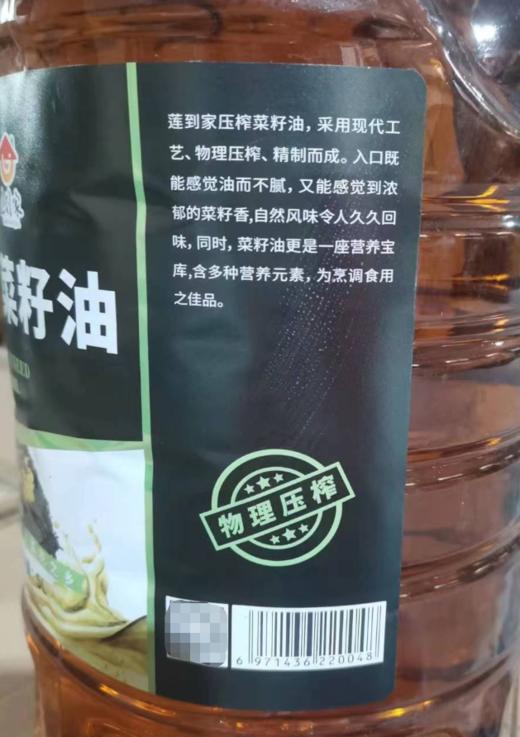 莲到家压榨菜籽油，采用现代工
艺、物理压榨、精制而成。入口既
能感觉油而不腻，又能感觉到浓
郁的菜籽香,自然风味令人久久回
味，同时，菜籽油更是一座营养宝
库,含多种营养元素，为烹调食用
之佳品。
菜籽油
物理压榨
6 971436 220048